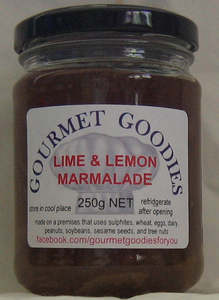 GOURMET GOODIES
LIME & LEMON
MARMALADE
250g NET
store in cool place
refrigerate
after opening
made on a premises that uses sulphites, wheat, eggs, dairy
peanuts, soybeans, sesame seeds, and tree nuts
facebook.com/gourmetgoodiesforyou